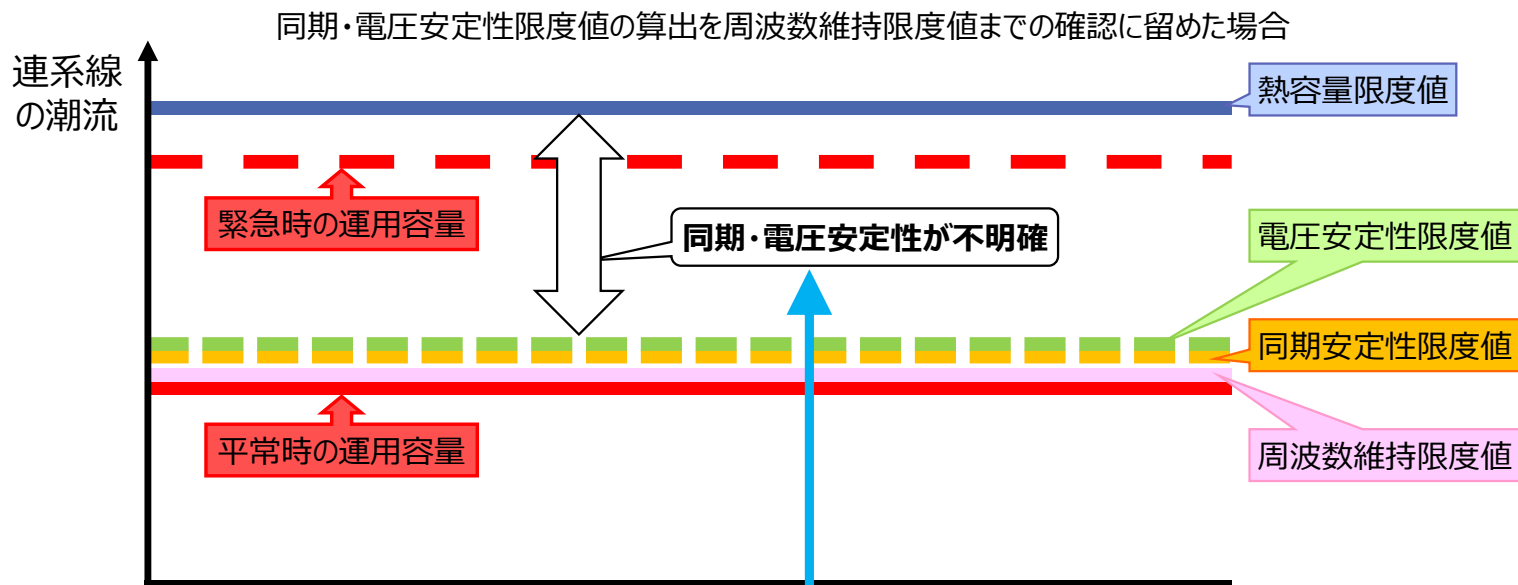 同期・電圧安定性限度値の算出を周波数維持限度値までの確認に留めた場合
連系線
の潮流
熱容量限度値
緊急時の運用容量
同期・電圧安定性が不明確
電圧安定性限度値
同期安定性限度値
平常時の運用容量
周波数維持限度値